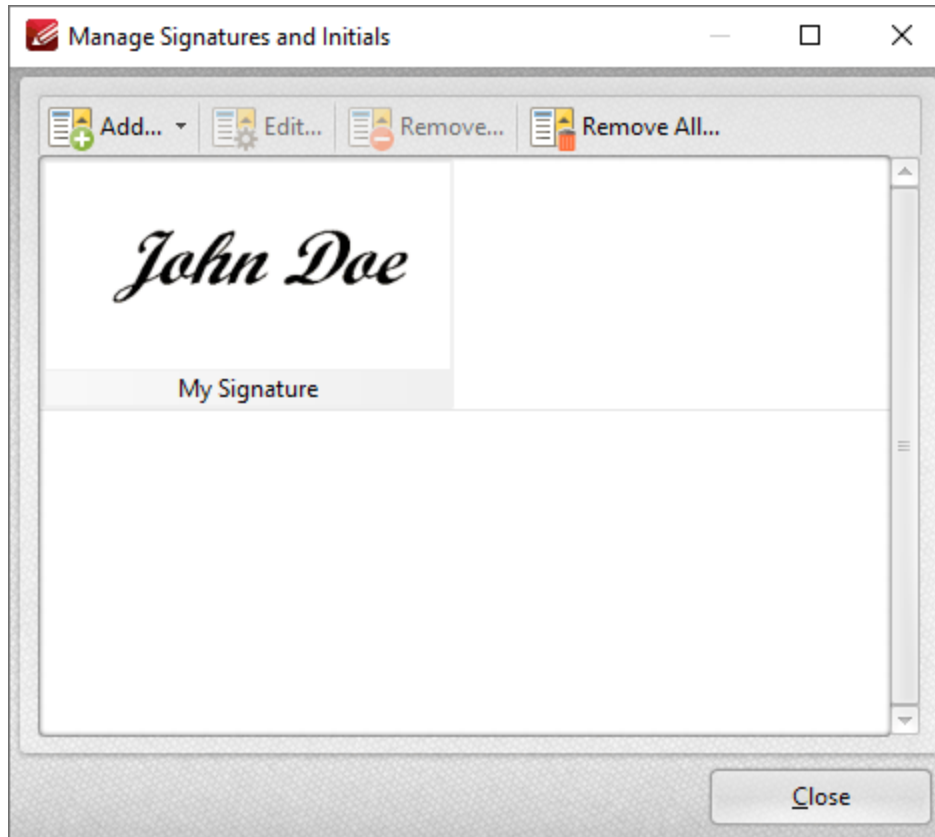 Manage Signatures and Initials
Add... Edit... Remove... Remove All...
John Doe
My Signature
Close